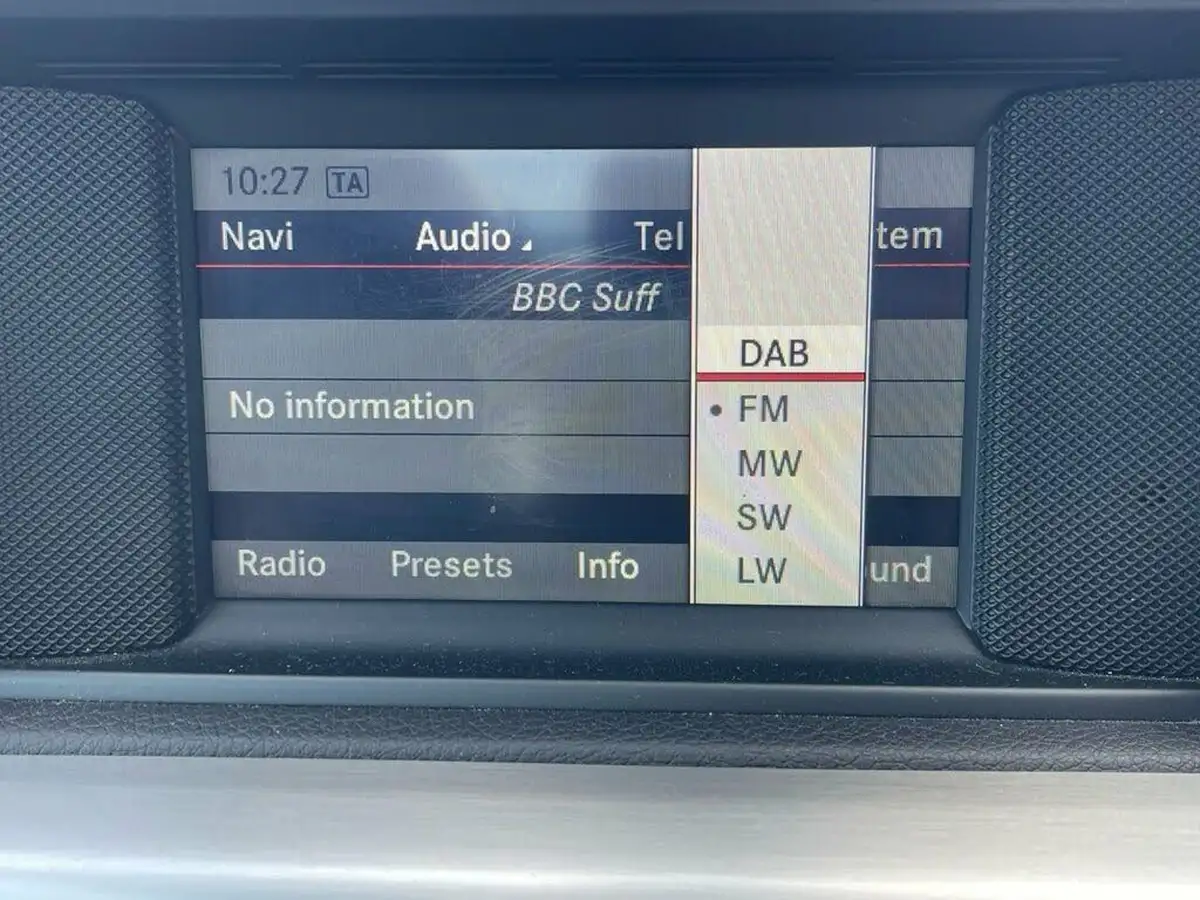 10:27 TA
Navi Audio Tel tem
BBC Suff
DAB
No information
• FM
MW
SW
LW
Radio Presets Info und